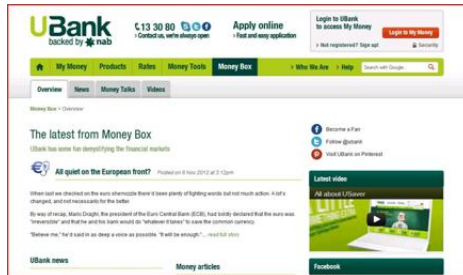 UBank
backed by nab
13 30 80
› Contact us, we're always open
Apply online
› Fast and easy application
Login to UBank
to access My Money
Login to My Money
› Not registered? Sign up!
Security
My Money Products Rates Money Tools Money Box
› Who We Are › Help
Search with Google...
Overview News Money Talks Videos
Money Box > Overview
The latest from Money Box
UBank has some fun demystifying the financial markets
All quiet on the European front? Posted on 9 Nov 2012 at 3:12pm
When last we checked on the euro shemozzle there'd been plenty of fighting words but not much action. A lot's
changed, and not necessarily for the better.
By way of recap, Mario Draghi, the president of the Euro Central Bank (ECB), had boldly declared that the euro was
"irreversible" and that he and his bank would do "whatever it takes" to save the common currency.
"Believe me," he'd said in as deep a voice as possible. "It will be enough"... read full story
UBank news
Money articles
Become a Fan
Follow @ubank
Visit UBank on Pinterest
Latest video
All about USaver
Facebook